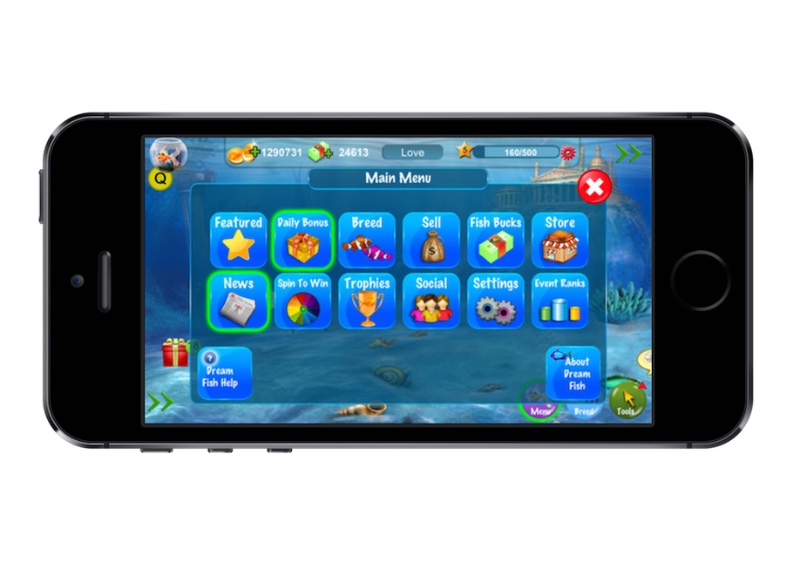 1290731 24613 Love 5 160/500
Q
Main Menu
Featured Daily Bonus Breed Sell Fish Bucks Store
News Spin To Win Trophies Social Settings Event Ranks
? Dream Fish Help
About Dream Fish
Menu Breed Tools